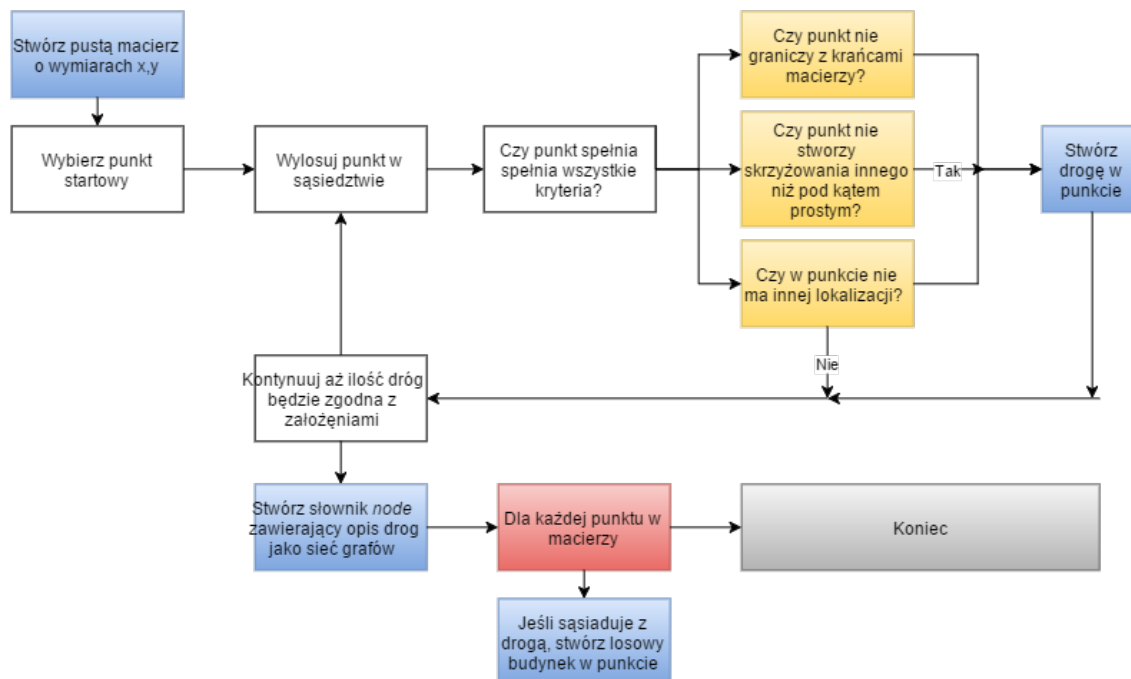 Stwórz pustą macierz
o wymiarach x,y
Wybierz punkt
startowy
Wylosuj punkt w
sąsiedztwie
Czy punkt spełnia
spełnia wszystkie
kryteria?
Czy punkt nie
graniczy z krańcami
macierzy?
Czy punkt nie
stworzy
skrzyżowania innego
niż pod kątem
prostym?
Czy w punkcie nie
ma innej lokalizacji?
Tak
Stwórz
drogę w
punkcie
Nie
Kontynuuj aż ilość dróg
będzie zgodna z
założęniami
Stwórz słownik node
zawierający opis drog
jako sieć grafów
Dla każdej punktu w
macierzy
Koniec
Jeśli sąsiaduje z
drogą, stwórz losowy
budynek w punkcie